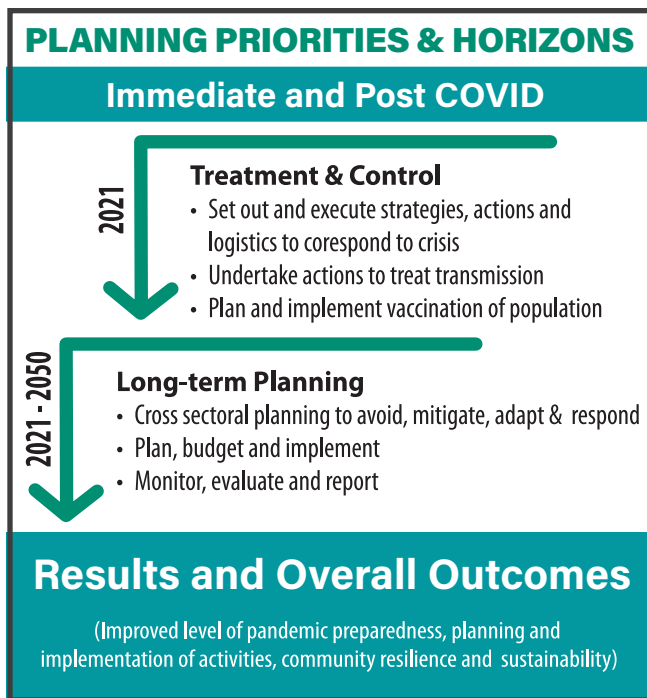 PLANNING PRIORITIES & HORIZONS
Immediate and Post COVID
2021
Treatment & Control
• Set out and execute strategies, actions and
logistics to corespond to crisis
• Undertake actions to treat transmission
• Plan and implement vaccination of population
2021 - 2050
Long-term Planning
• Cross sectoral planning to avoid, mitigate, adapt & respond
• Plan, budget and implement
• Monitor, evaluate and report
Results and Overall Outcomes
(Improved level of pandemic preparedness, planning and
implementation of activities, community resilience and sustainability)